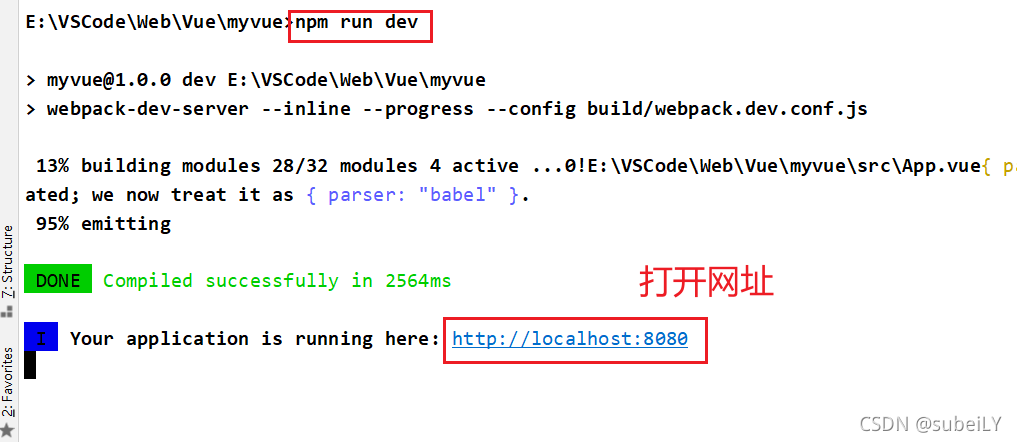 E:\VSCode\Web\Vue\myvue>npm run dev
> myvue@1.0.0 dev E:\VSCode\Web\Vue\myvue
> webpack-dev-server --inline --progress --config build/webpack.dev.conf.js
13% building modules 28/32 modules 4 active ...0!E:\VSCode\Web\Vue\myvue\src\App.vue{ pa
ated; we now treat it as { parser: "babel" }.
95% emitting
DONE Compiled successfully in 2564ms
打开网址
I Your application is running here: http://localhost:8080
7: Structure
2: Favorites
CSDN @subeiLY